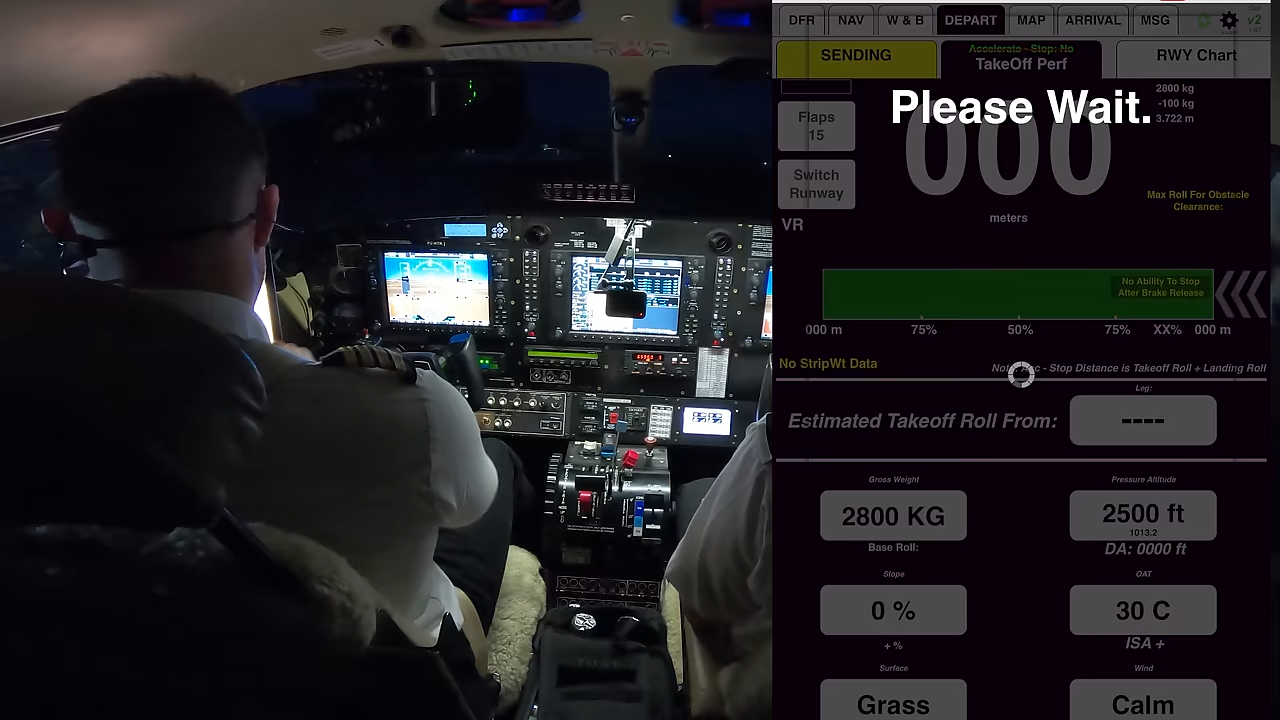 DFR NAV W & B DEPART MAP ARRIVAL MSG
v2
SENDING
Accelerate - Stop: No
TakeOff Perf
RWY Chart
Please Wait.
2800 kg
-100 kg
3.722 m
Flaps
15
000
meters
Switch
Runway
Max Roll For Obstacle
Clearance:
VR
No Ability To Stop
After Brake Release
000 m 75% 50% 75% XX% 000 m
No StripWt Data
- Stop Distance is Takeoff Roll + Landing Roll
Leg:
Estimated Takeoff Roll From: ----
Gross Weight
Pressure Altitude
2800 KG
2500 ft
1013.2
Base Roll:
DA: 0000 ft
Slope
OAT
0 %
30 C
+ %
ISA +
Surface
Wind
Grass
Calm